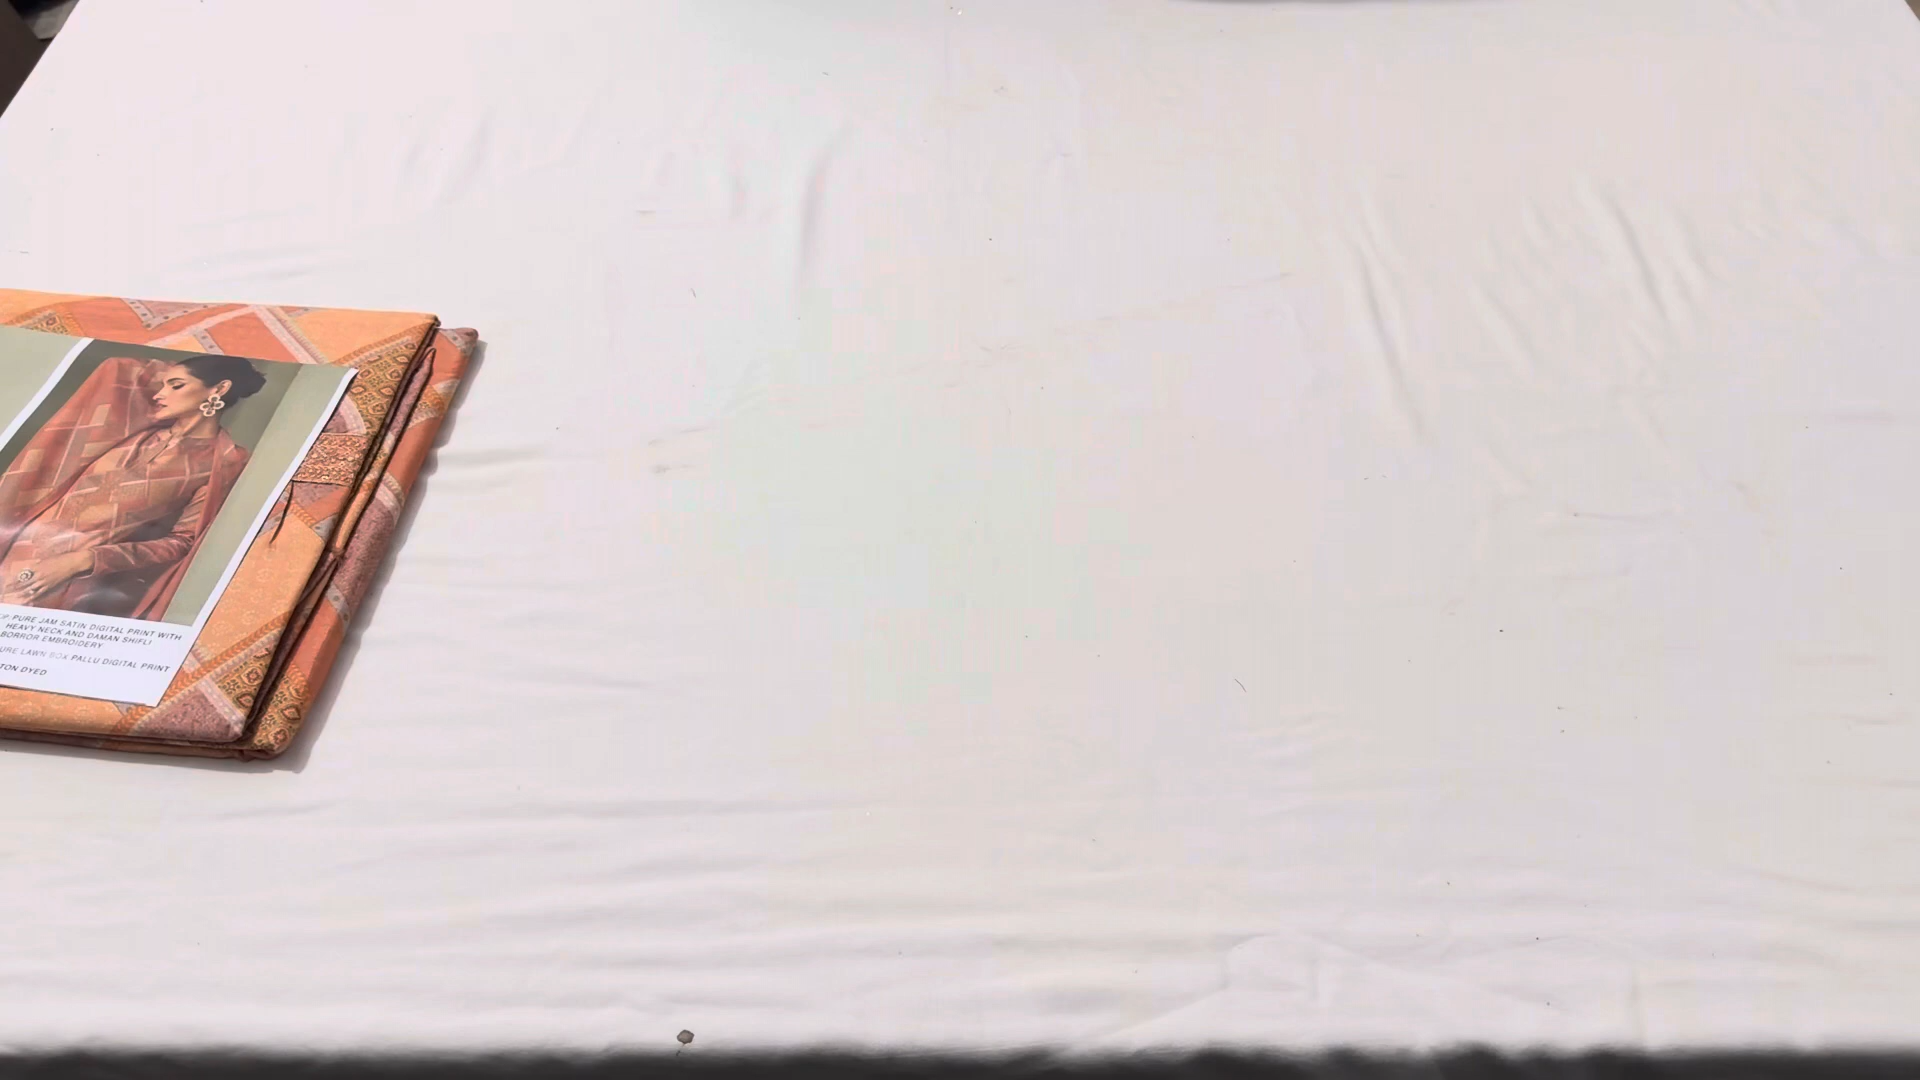 PURE JAM SATIN DIGITAL PRINT WITH
HEAVY NECK AND DAMAN SHIFLI
BORROR EMBROIDERY
URE LAWN BOX PALLU DIGITAL PRINT
TON DYED